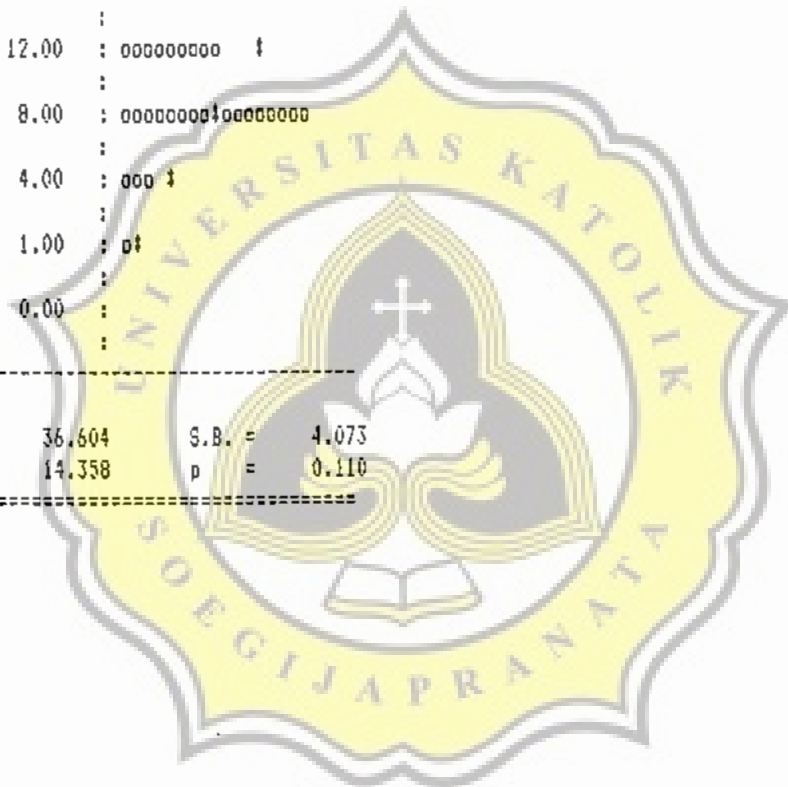 :
12.00 : ooooooooo *
:
8.00 : oooooooo*oooooooo
:
4.00 : ooo *
:
1.00 : o*
:
0.00 :
:
-----------------------------------
36.604 S.B. = 4.073
14.358 p = 0.110
===================================
UNIVERSITAS KATOLIK
SOEGIJAPRANATA